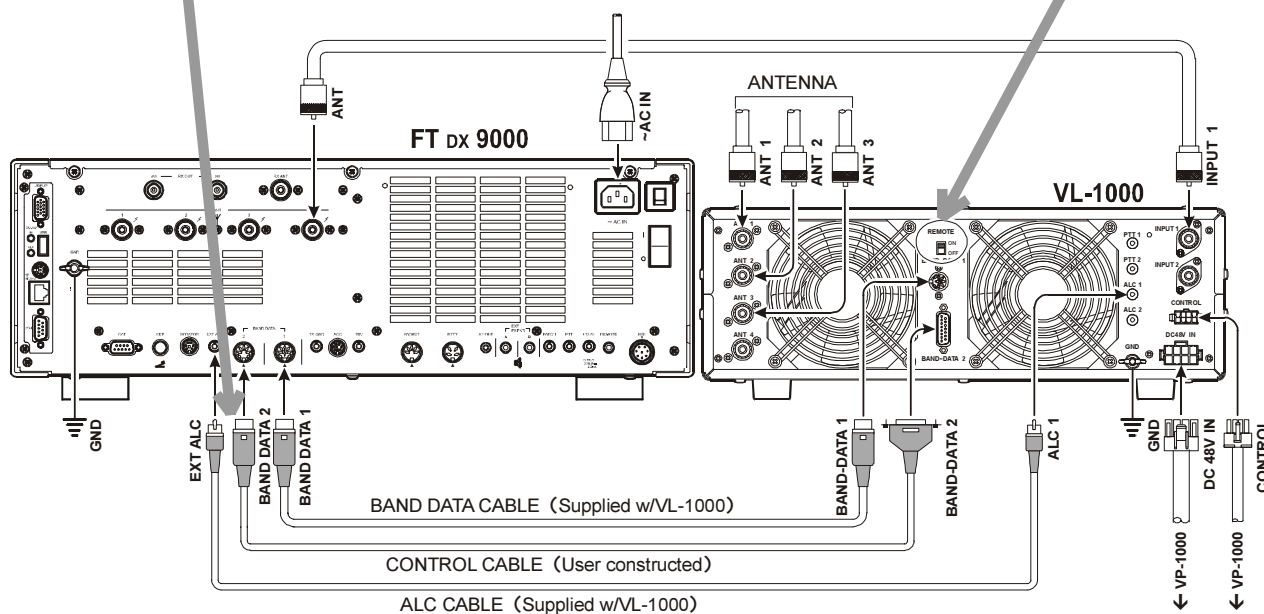 ANT
~AC IN
ANTENNA
ANT 1
ANT 2
ANT 3
INPUT 1
FT DX 9000
VL-1000
~ AC IN
GND
EXT ALC
BAND DATA 2
BAND DATA 1
BAND DATA
REMOTE
ON
OFF
ANT 2
ANT 3
ANT 4
BAND-DATA 2
PTT 1
PTT 2
ALC 1
ALC 2
INPUT 1
INPUT 2
CONTROL
DC48V IN
GND
BAND-DATA 1
BAND-DATA 2
ALC 1
GND
DC 48V IN
CONTROL
← VP-1000
← VP-1000
BAND DATA CABLE (Supplied w/VL-1000)
CONTROL CABLE (User constructed)
ALC CABLE (Supplied w/VL-1000)